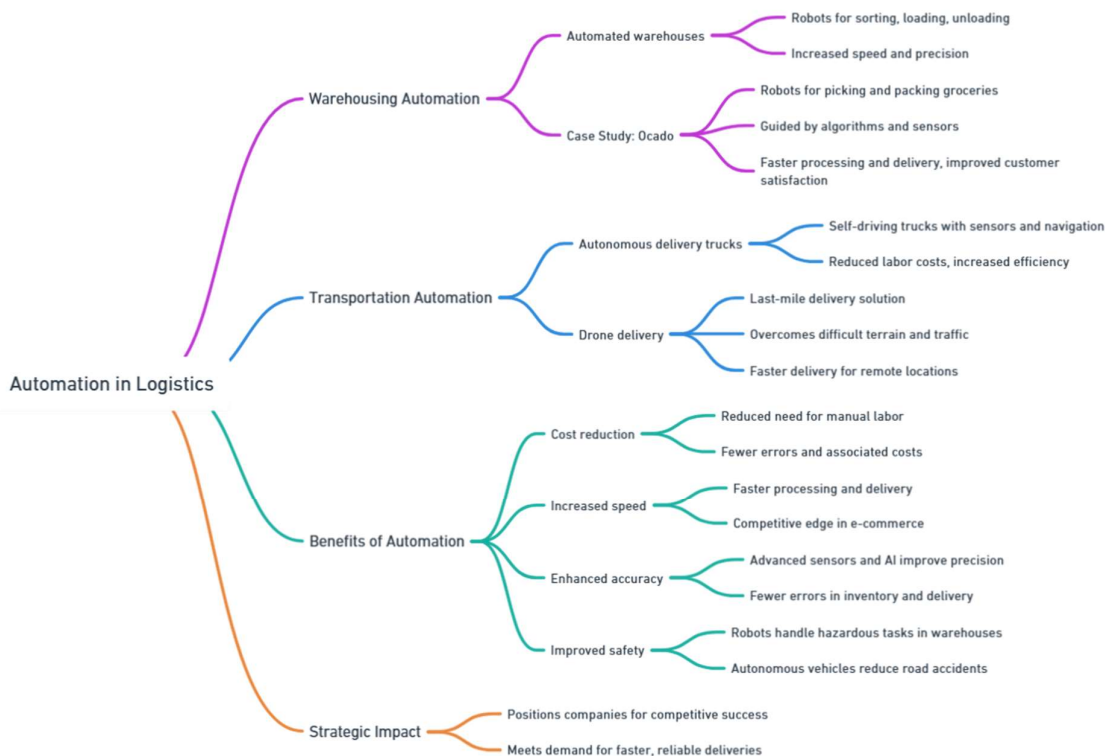 Automation in Logistics
Warehousing Automation
Automated warehouses
Robots for sorting, loading, unloading
Increased speed and precision
Case Study: Ocado
Robots for picking and packing groceries
Guided by algorithms and sensors
Faster processing and delivery, improved customer
satisfaction
Transportation Automation
Autonomous delivery trucks
Self-driving trucks with sensors and navigation
Reduced labor costs, increased efficiency
Drone delivery
Last-mile delivery solution
Overcomes difficult terrain and traffic
Faster delivery for remote locations
Benefits of Automation
Cost reduction
Reduced need for manual labor
Fewer errors and associated costs
Increased speed
Faster processing and delivery
Competitive edge in e-commerce
Enhanced accuracy
Advanced sensors and AI improve precision
Fewer errors in inventory and delivery
Improved safety
Robots handle hazardous tasks in warehouses
Autonomous vehicles reduce road accidents
Strategic Impact
Positions companies for competitive success
Meets demand for faster, reliable deliveries